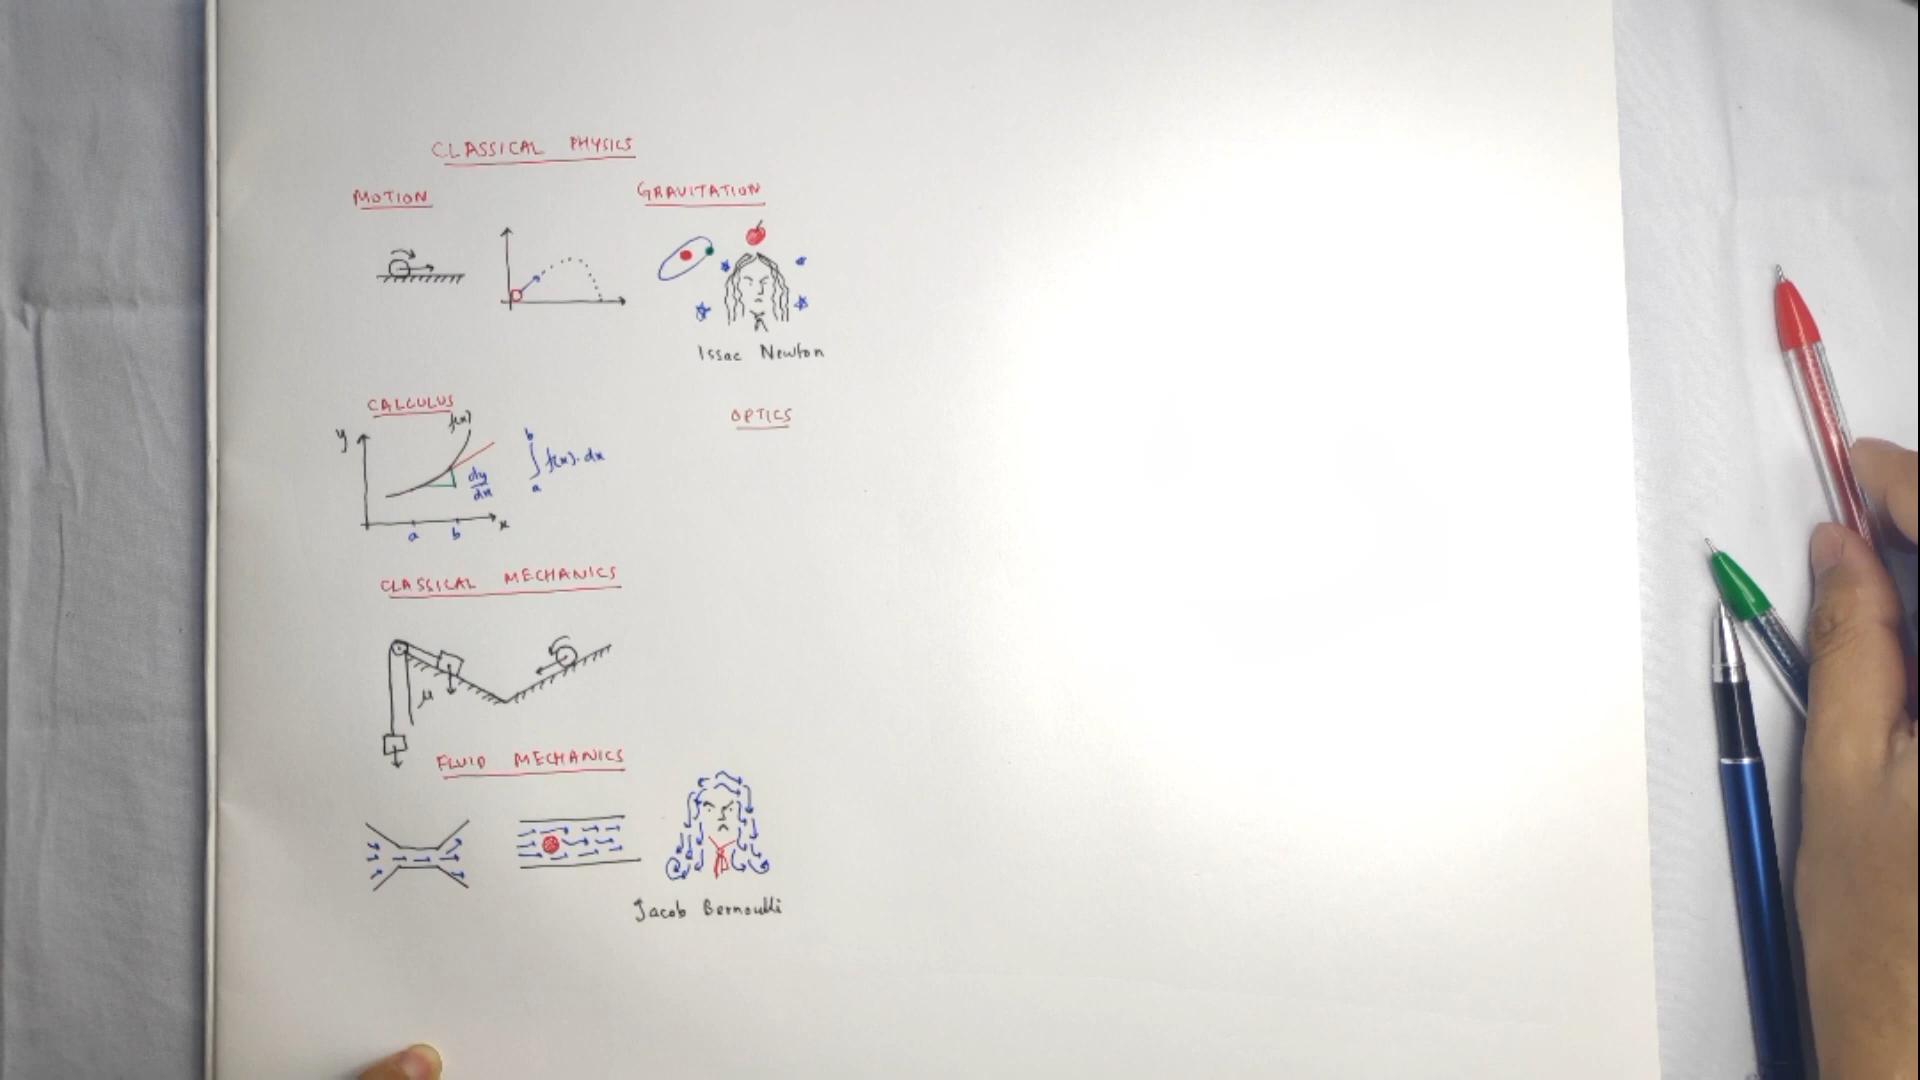 CLASSICAL PHYSICS
MOTION
GRAVITATION
Issac Newton
CALCULUS
y
f(x)
dy
dx
x
a
b
b
∫ f(x). dx
a
OPTICS
CLASSICAL MECHANICS
μ
FLUID MECHANICS
Jacob Bernoulli